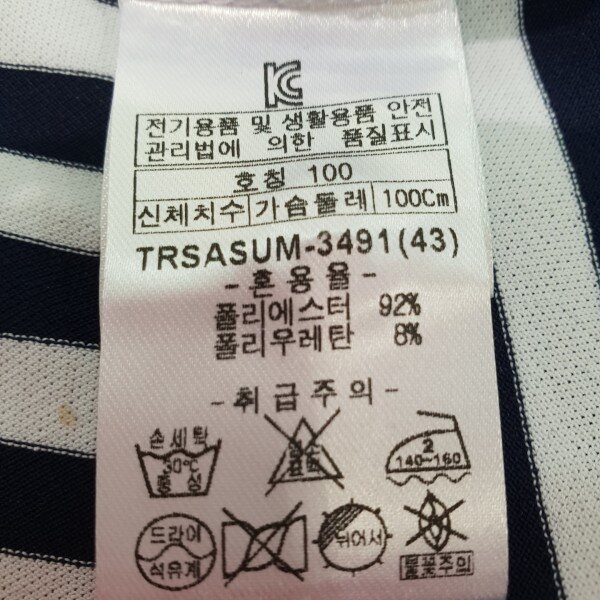 전기용품 및 생활용품 안전
관리법에 의한 품질표시
호칭 100
신체치수 가슴둘레 100Cm
TRSASUM-3491(43)
-혼용율-
폴리에스터 92%
폴리우레탄 8%
-취급주의-
손세탁
30℃
중성
2
140~160
드라이
석유계
뉘어서
불꽃주의